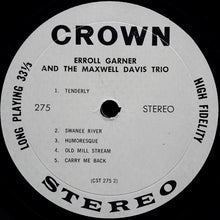 CROWN
ERROLL GARNER
AND THE MAXWELL DAVIS TRIO
LONG PLAYING 33⅓
275
STEREO
HIGH FIDELITY
1. TENDERLY
2. SWANEE RIVER
3. HUMORESQUE
4. OLD MILL STREAM
5. CARRY ME BACK
(CST 275 2)
STEREO